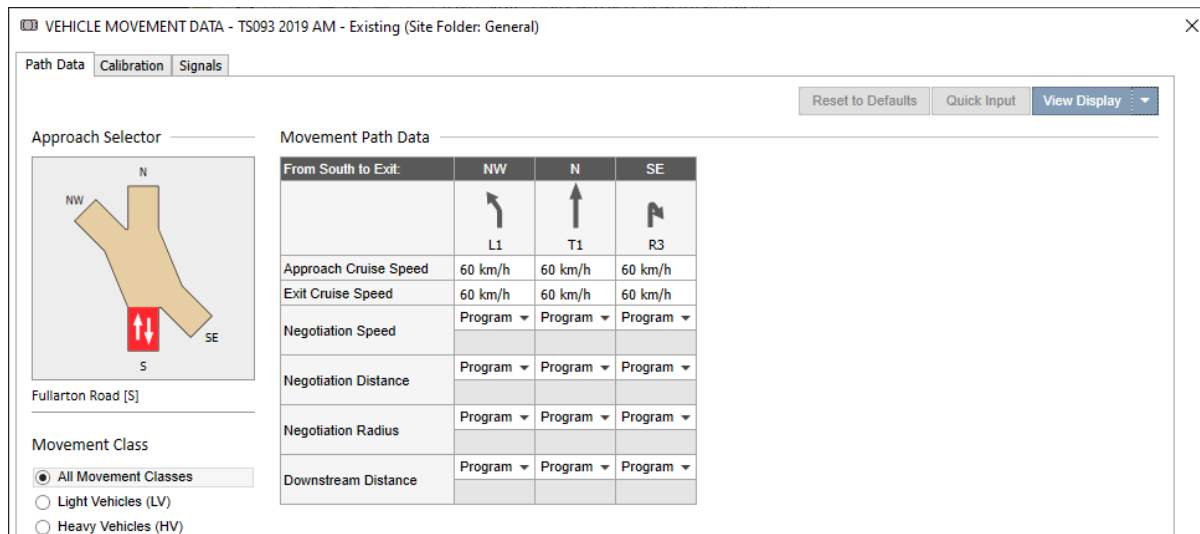 VEHICLE MOVEMENT DATA - TS093 2019 AM - Existing (Site Folder: General)
Path Data Calibration Signals
Reset to Defaults Quick Input View Display
Approach Selector
N
NW
SE
S
Fullarton Road [S]
Movement Class
All Movement Classes
Light Vehicles (LV)
Heavy Vehicles (HV)
Movement Path Data
From South to Exit: NW N SE
L1 T1 R3
Approach Cruise Speed 60 km/h 60 km/h 60 km/h
Exit Cruise Speed 60 km/h 60 km/h 60 km/h
Negotiation Speed Program Program Program
Negotiation Distance Program Program Program
Negotiation Radius Program Program Program
Downstream Distance Program Program Program